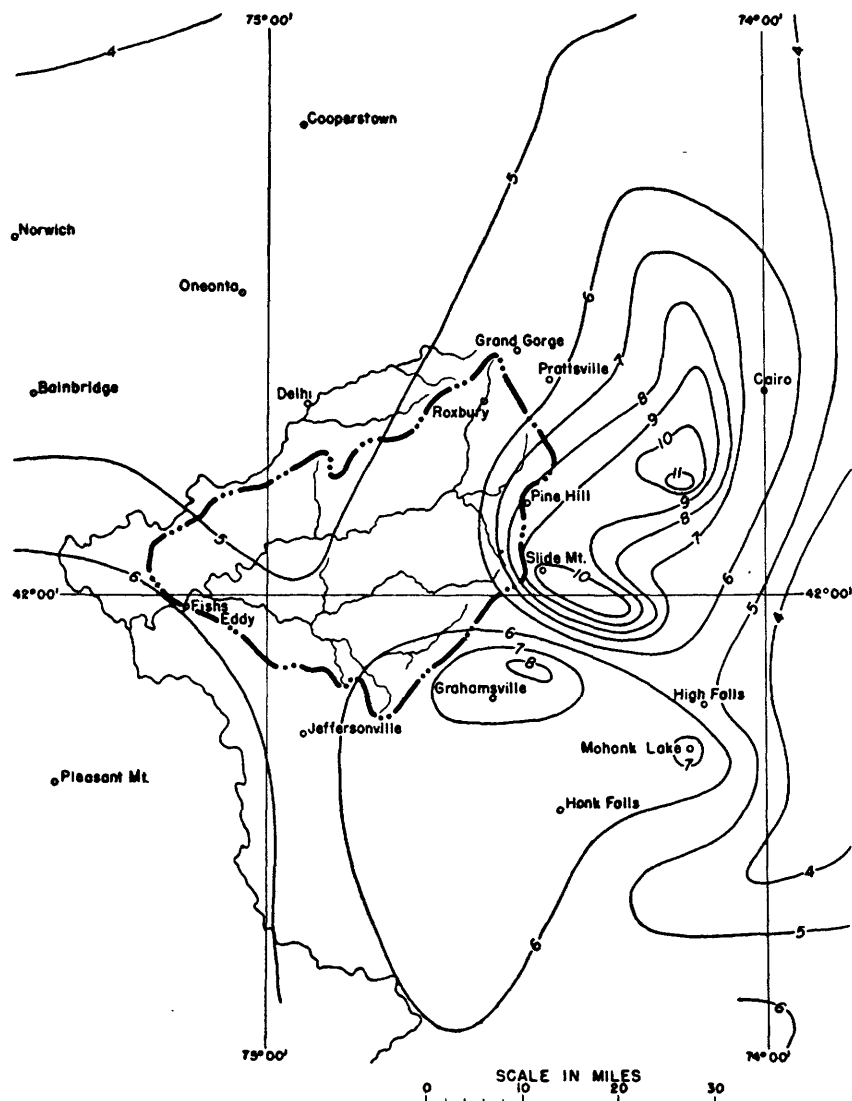 75°00'
74°00'
4
4
Cooperstown
5
Norwich
Oneonta
6
Grand Gorge
7
Prattsville
Bainbridge
Delhi
8
Cairo
Roxbury
9
10
11
9
Pine Hill
8
5
7
Slide Mt.
6
10
6
5
42°00'
42°00'
Fishs
Eddy
4
6
7
8
Grahamsville
High Falls
Jeffersonville
Mohonk Lake
7
Pleasant Mt.
Honk Falls
4
5
6
6
75°00'
74°00'
SCALE IN MILES
0 10 20 30